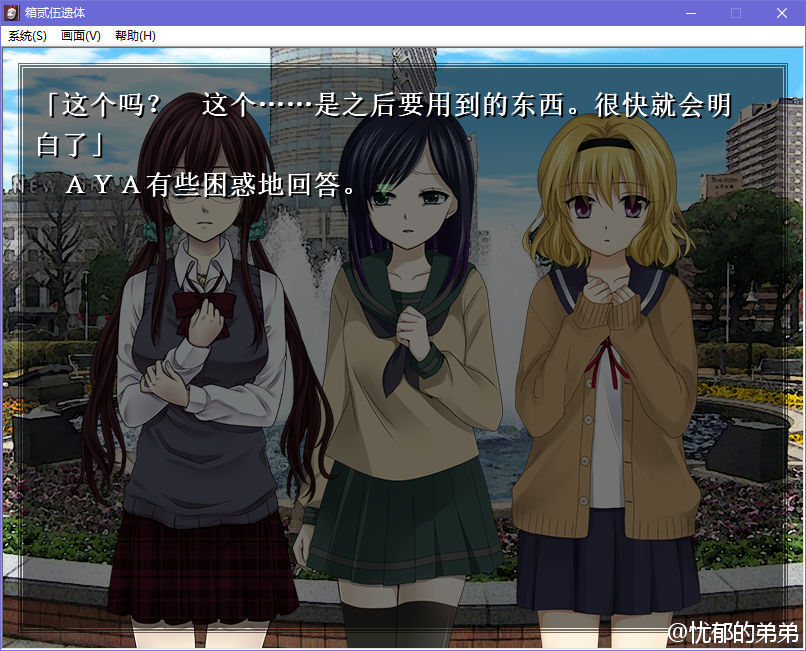 箱贰伍遗体
系统(S) 画面(V) 帮助(H)
「这个吗？　这个……是之后要用到的东西。很快就会明
白了」
　ＡＹＡ有些困惑地回答。
@忧郁的弟弟